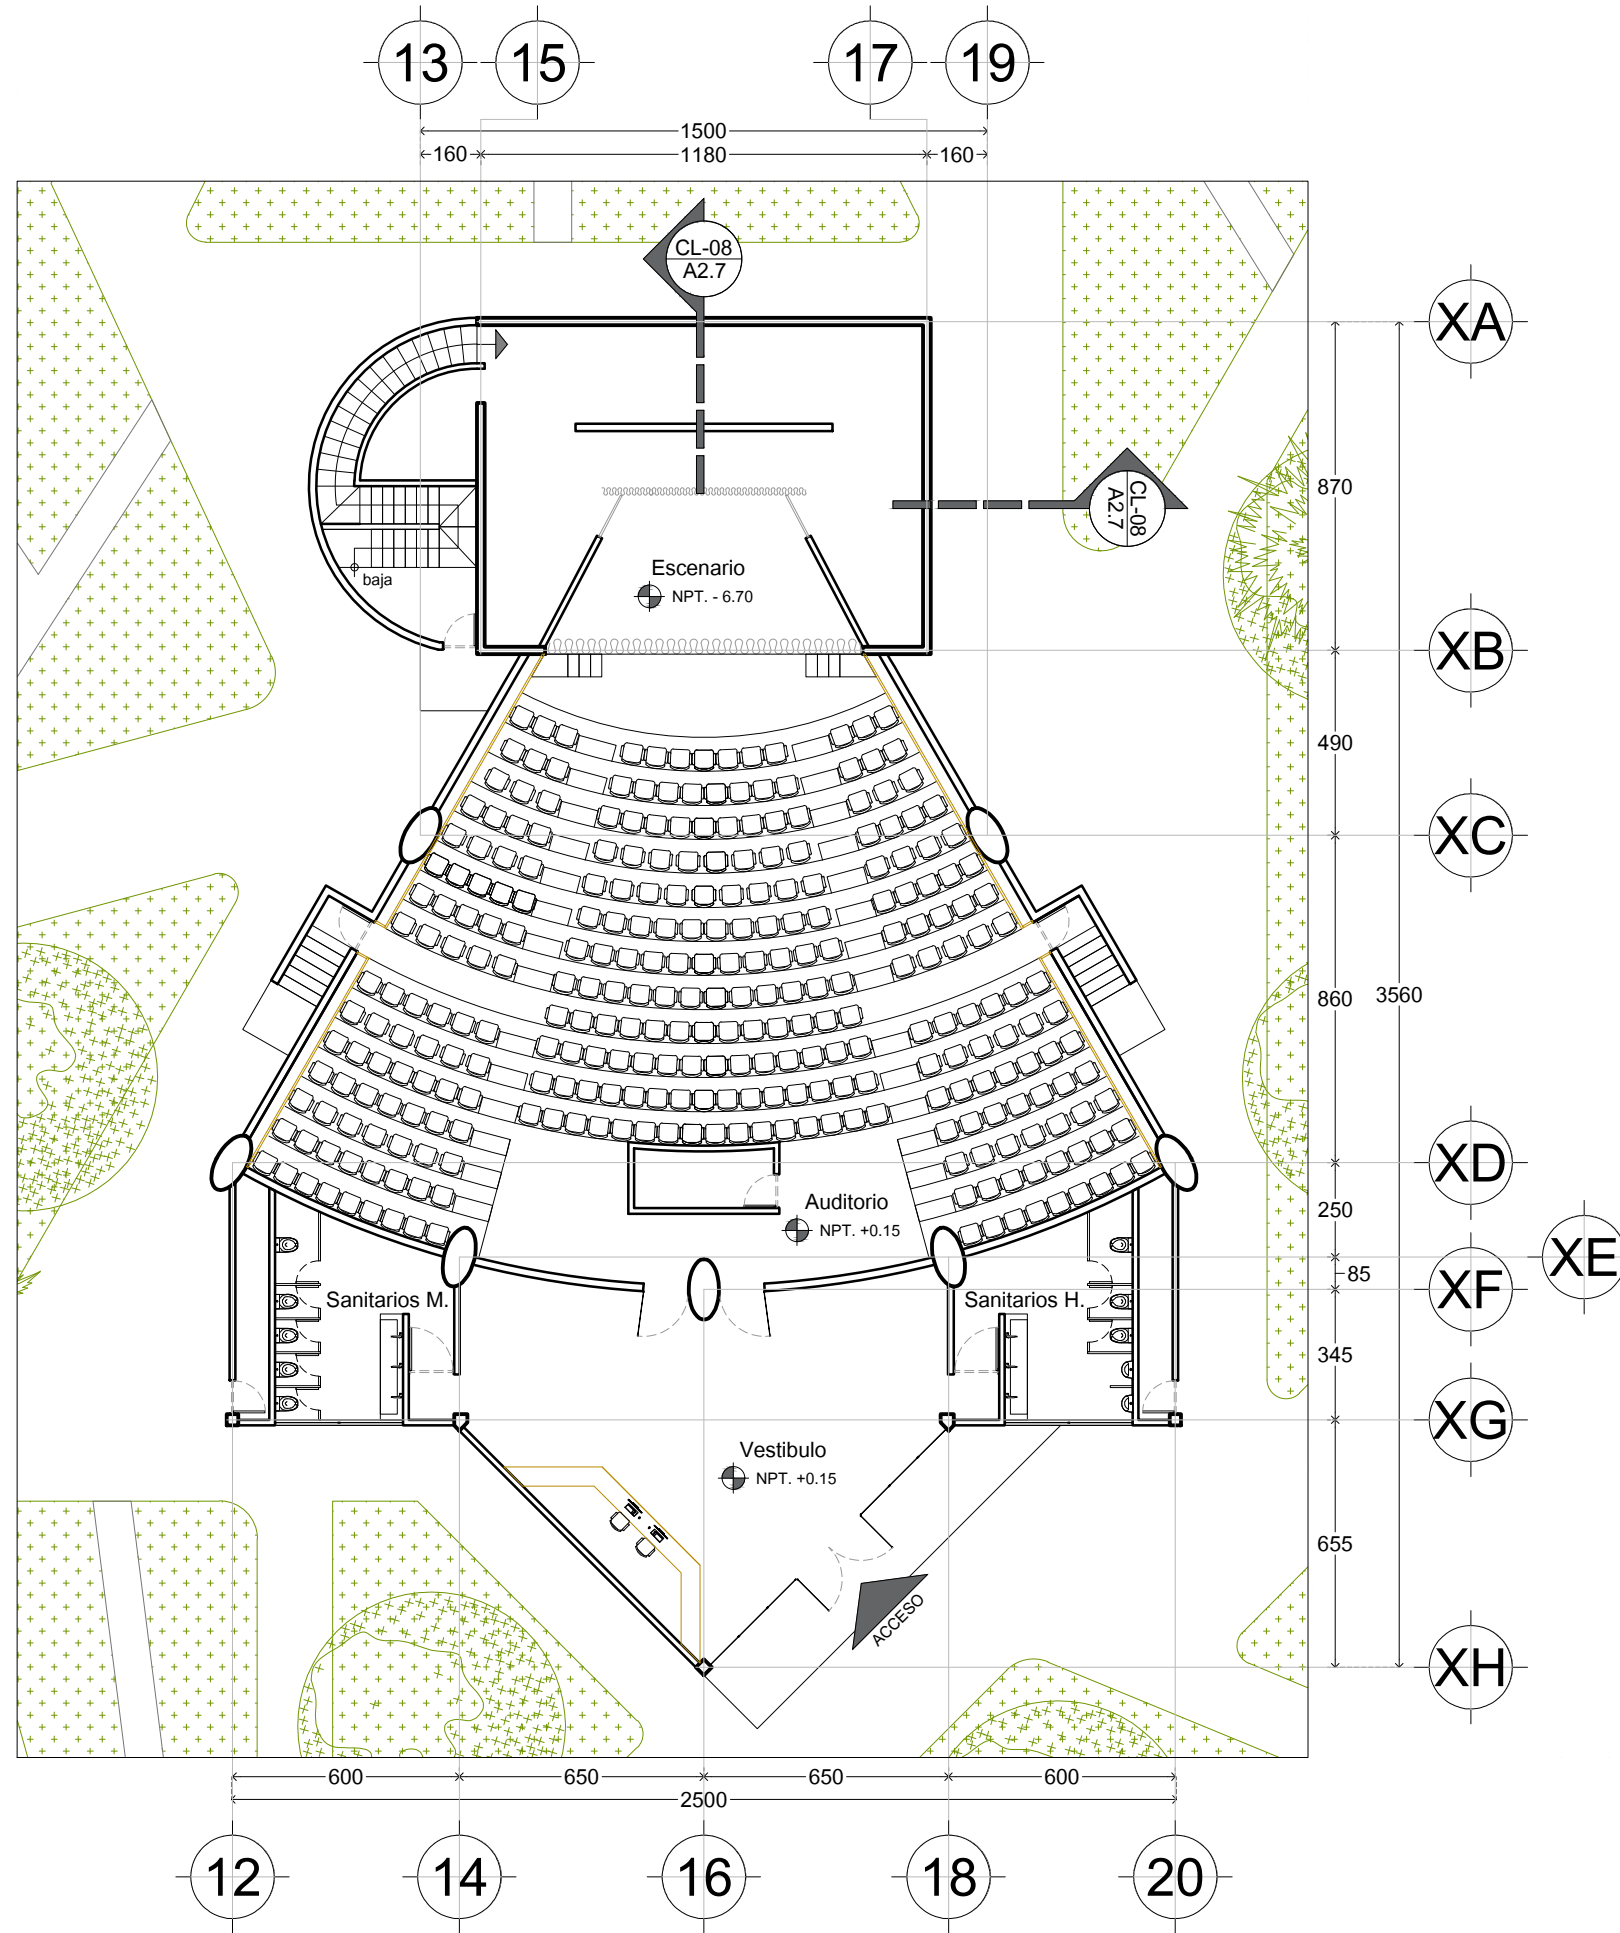 13
15
17
19
1500
160
1180
160
CL-08
A2.7
XA
870
CL-08
A2.7
baja
Escenario
NPT. - 6.70
XB
490
XC
860
3560
XD
Auditorio
NPT. +0.15
250
XE
85
XF
Sanitarios M.
Sanitarios H.
345
XG
Vestibulo
NPT. +0.15
655
ACCESO
XH
600
650
650
600
2500
12
14
16
18
20